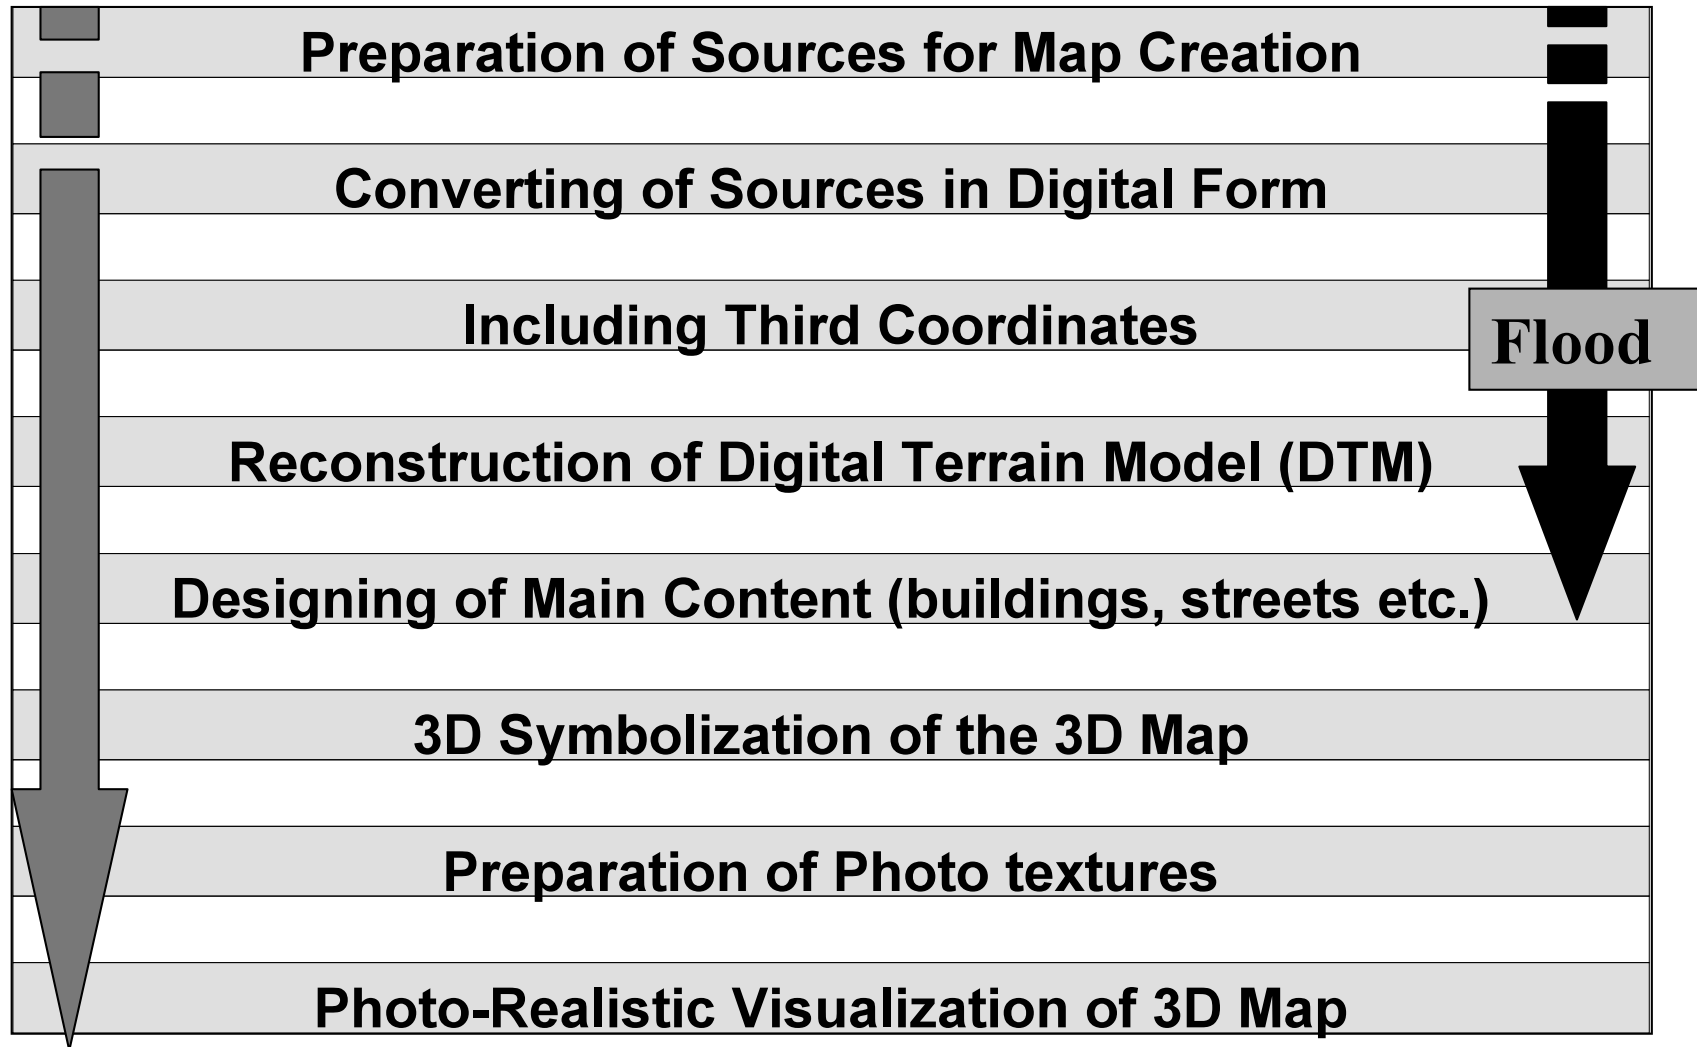 Preparation of Sources for Map Creation
Converting of Sources in Digital Form
Including Third Coordinates
Flood
Reconstruction of Digital Terrain Model (DTM)
Designing of Main Content (buildings, streets etc.)
3D Symbolization of the 3D Map
Preparation of Photo textures
Photo-Realistic Visualization of 3D Map